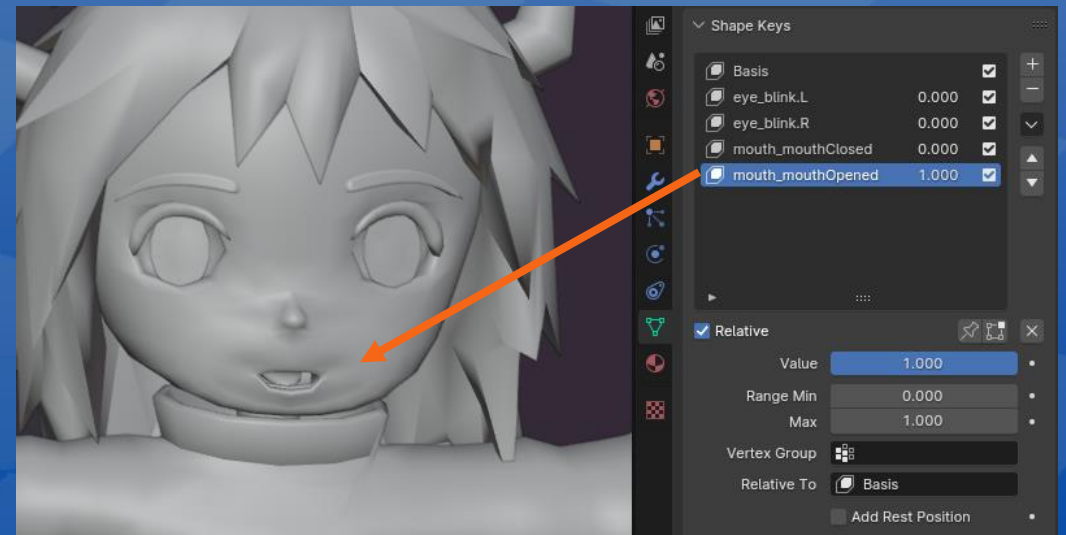 Shape Keys
Basis
eye_blink.L 0.000
eye_blink.R 0.000
mouth_mouthClosed 0.000
mouth_mouthOpened 1.000
Relative
Value 1.000
Range Min 0.000
Max 1.000
Vertex Group
Relative To Basis
Add Rest Position